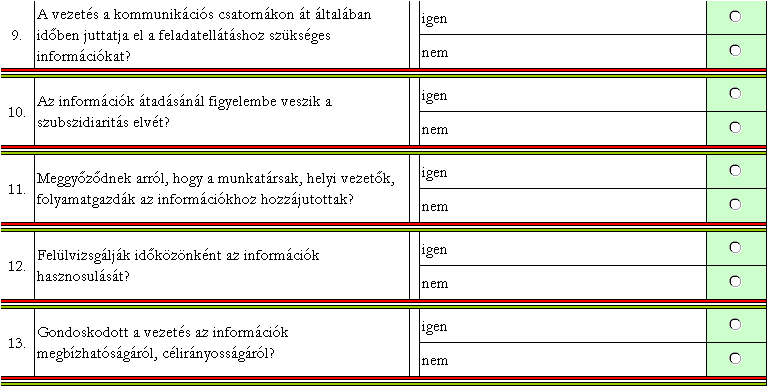 9.
A vezetés a kommunikációs csatornákon át általában
időben juttatja el a feladatellátáshoz szükséges
információkat?
igen
nem
10.
Az információk átadásánál figyelembe veszik a
szubszidiaritás elvét?
igen
nem
11.
Meggyőződnek arról, hogy a munkatársak, helyi vezetők,
folyamatgazdák az információkhoz hozzájutottak?
igen
nem
12.
Felülvizsgálják időközönként az információk
hasznosulását?
igen
nem
13.
Gondoskodott a vezetés az információk
megbízhatóságáról, célirányosságáról?
igen
nem